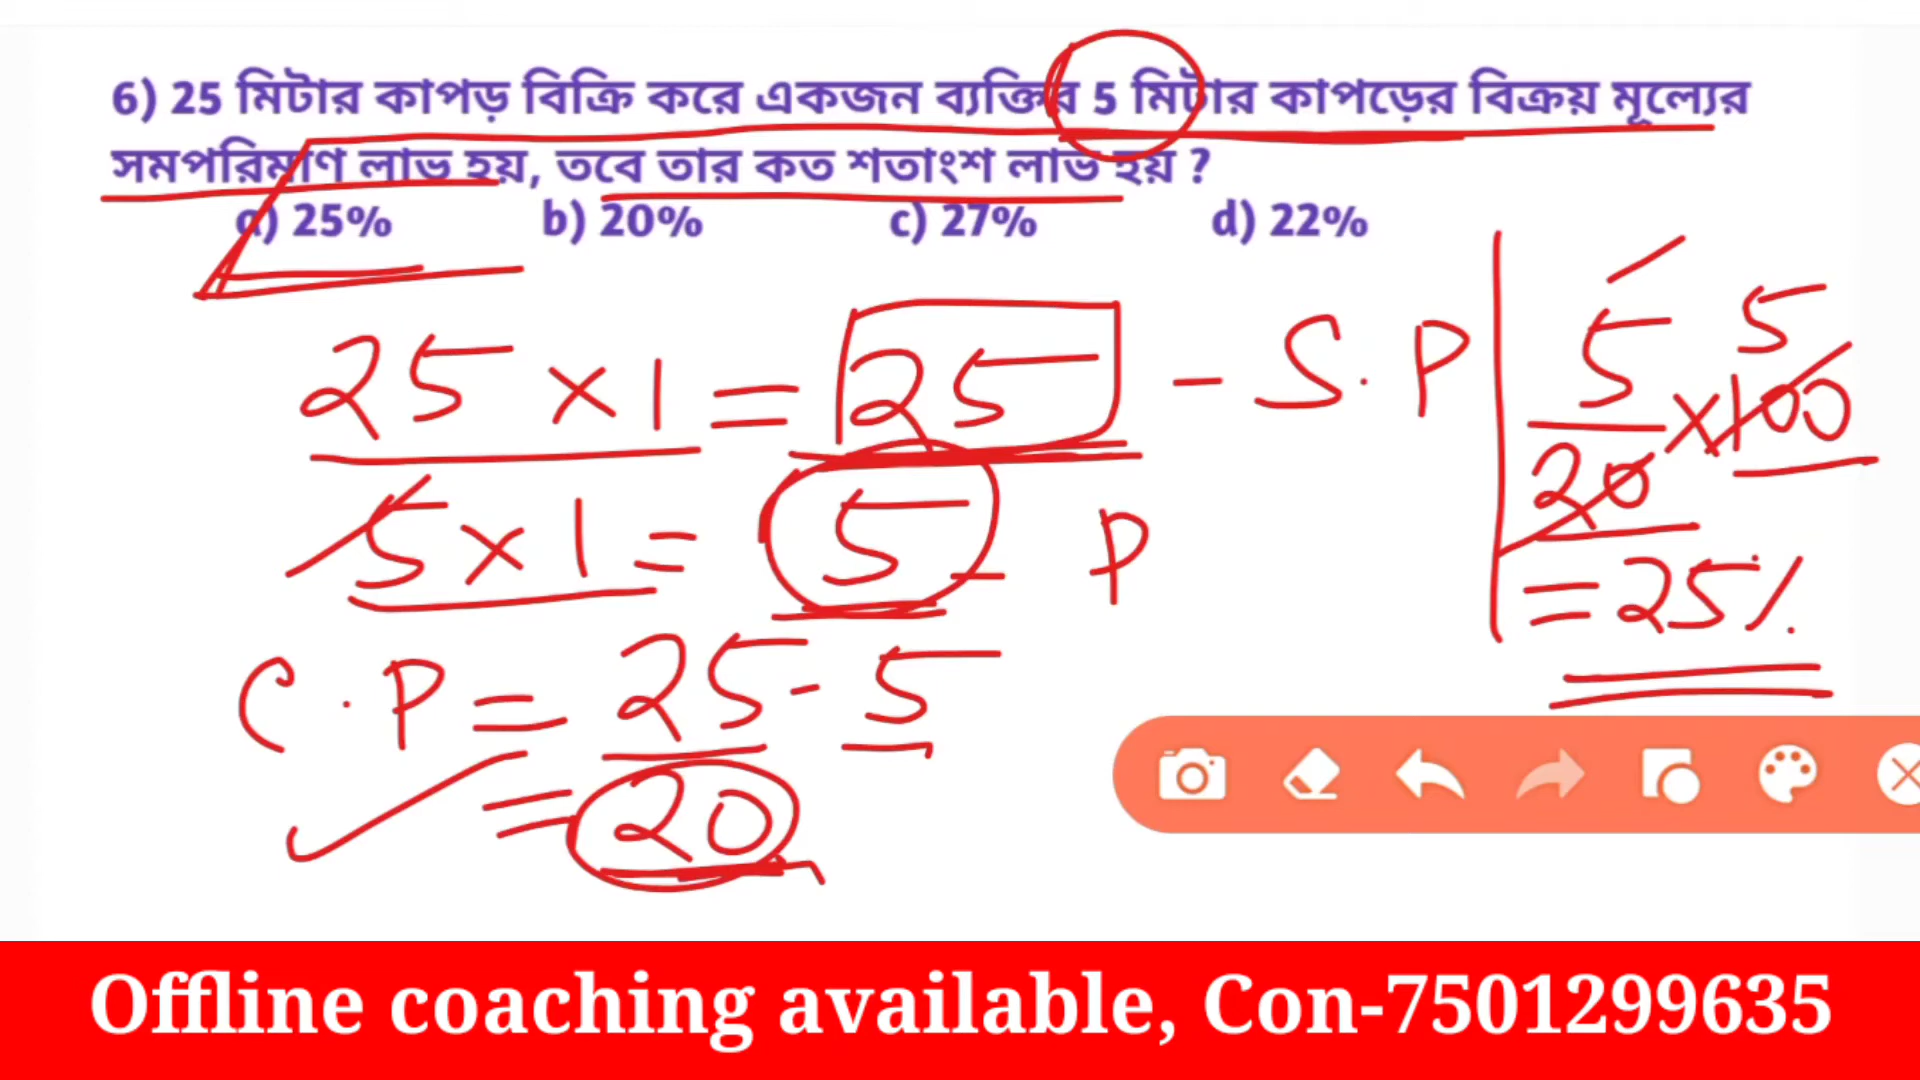 6) 25 মিটার কাপড় বিক্রি করে একজন ব্যক্তির 5 মিটার কাপড়ের বিক্রয় মূল্যের
সমপরিমাণ লাভ হয়, তবে তার কত শতাংশ লাভ হয় ?
a) 25% b) 20% c) 27% d) 22%
25 × 1 = 25 - S.P
5 × 1 = 5 - P
C.P = 25 - 5
= 20
5
5/20 × 100
= 25%
Offline coaching available, Con-7501299635